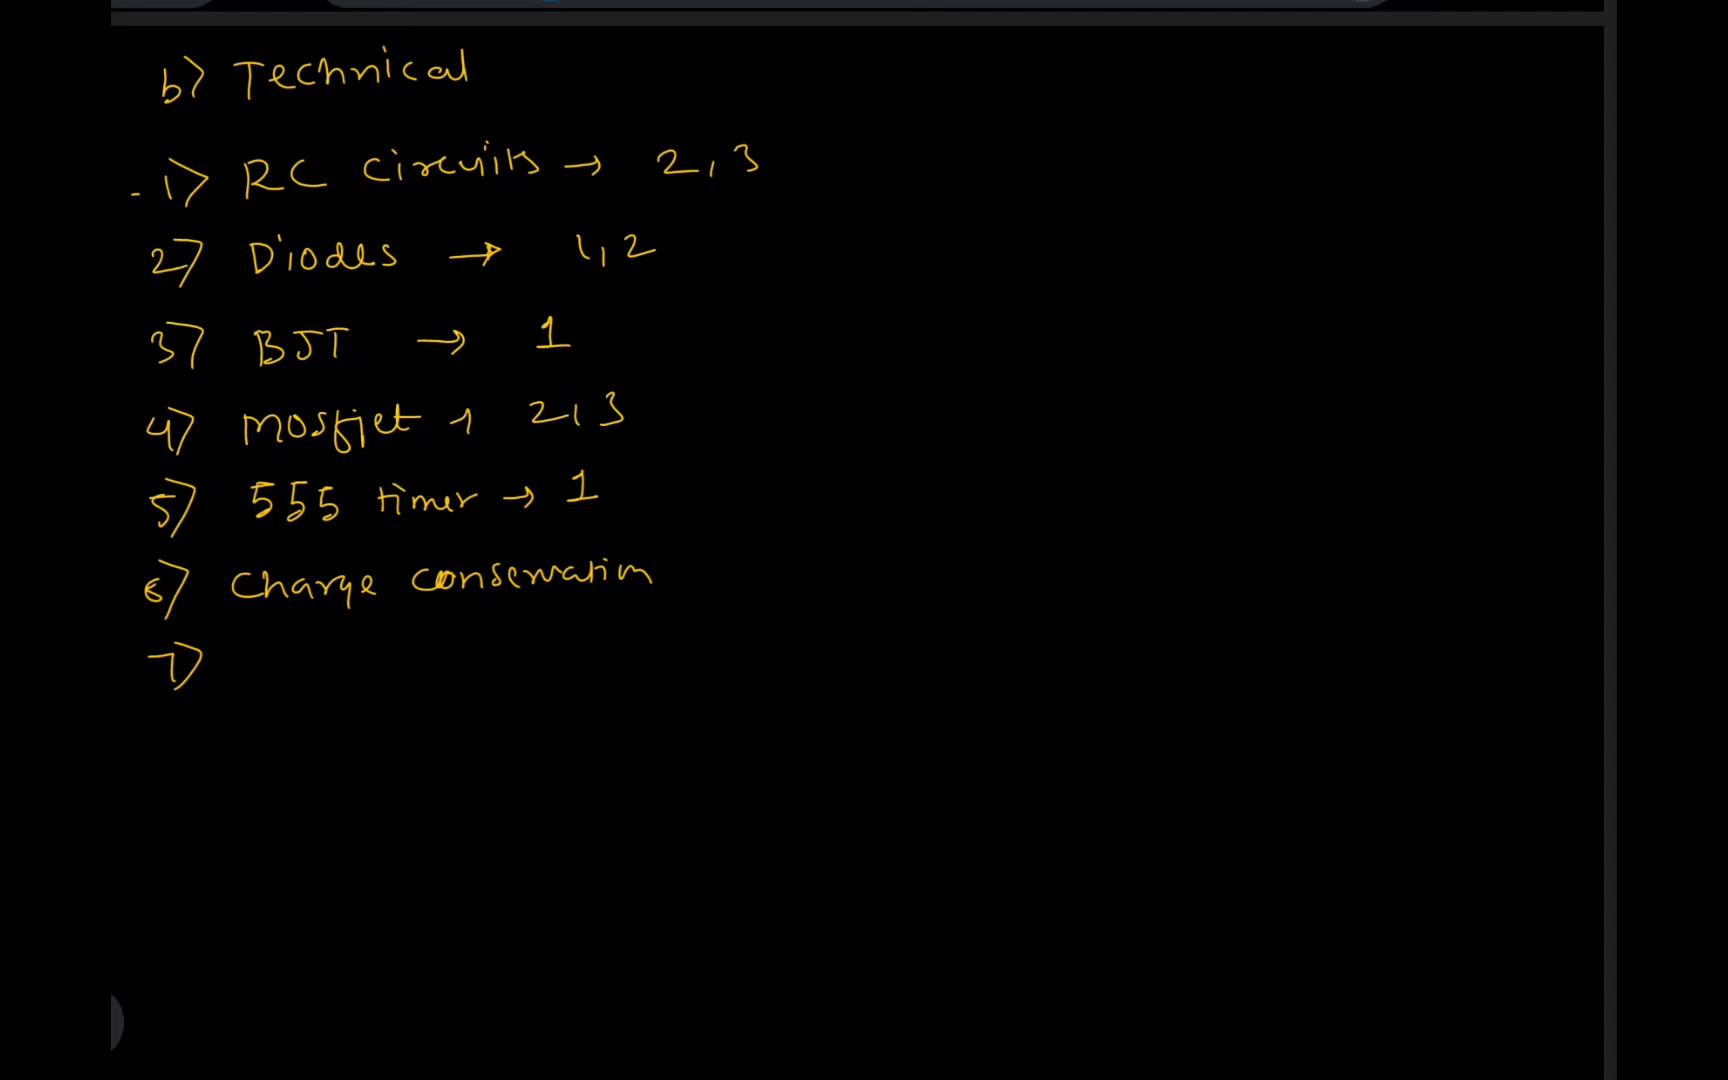 b) Technical
1) RC Circuits → 2, 3
2) Diodes → 1, 2
3) BJT → 1
4) Mosfjet → 2, 3
5) 555 timer → 1
6) Charge conservation
7)